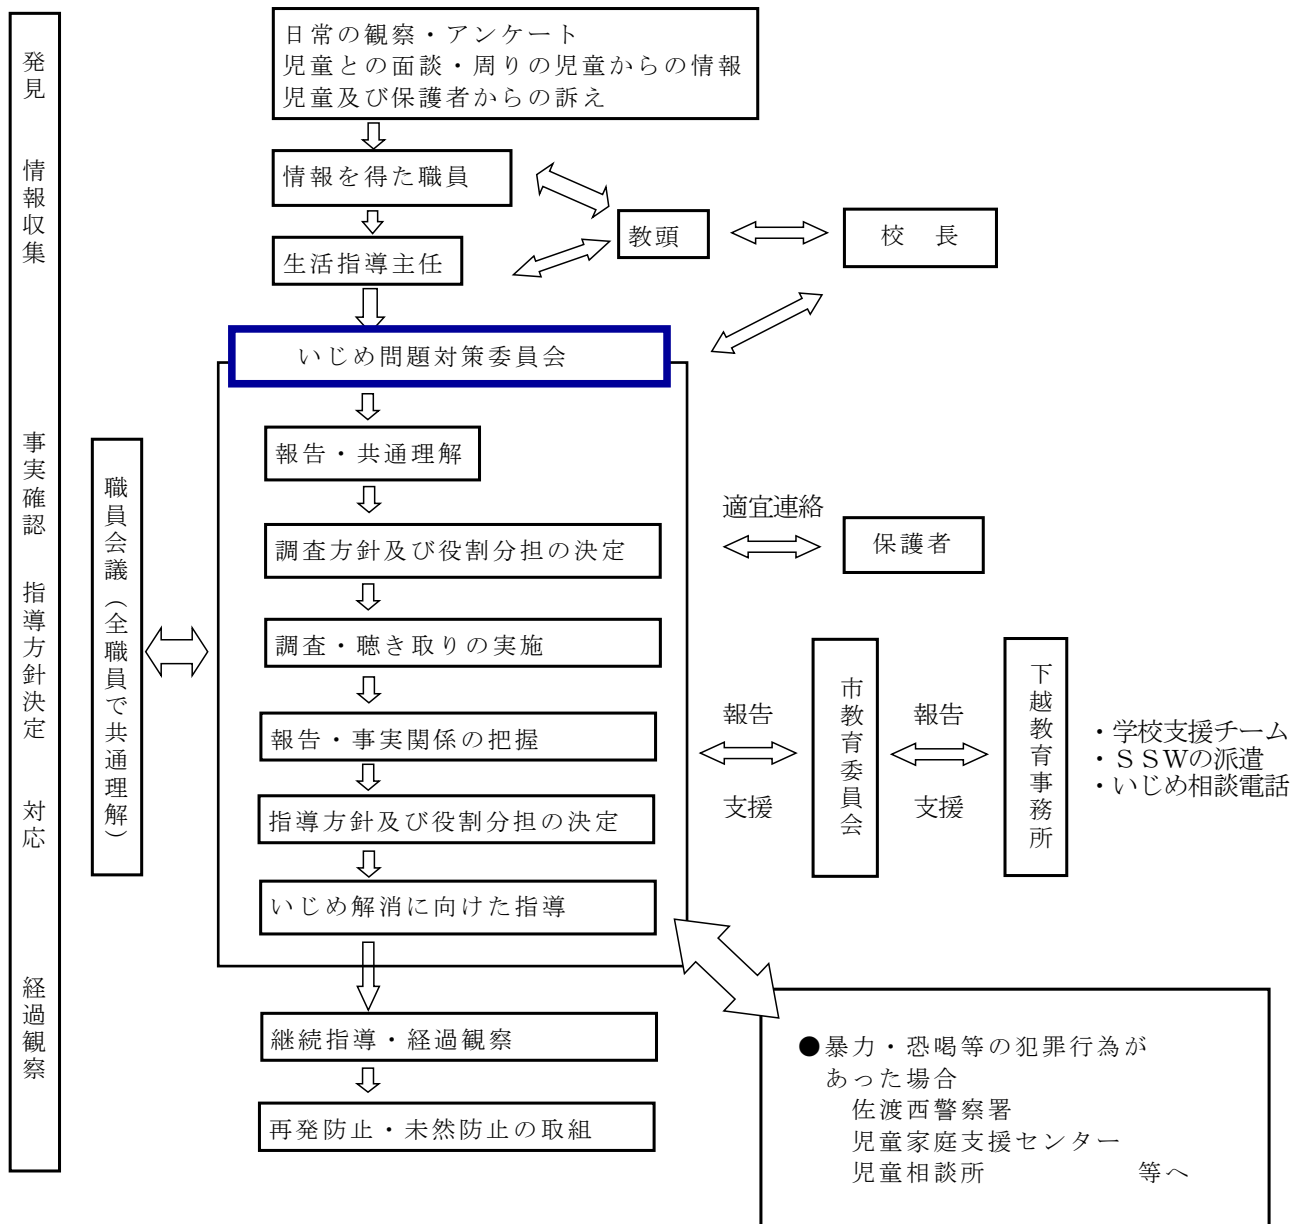 発見
情報収集
事実確認
指導方針決定
対応
経過観察
日常の観察・アンケート
児童との面談・周りの児童からの情報
児童及び保護者からの訴え
情報を得た職員
生活指導主任
教頭
校 長
いじめ問題対策委員会
職員会議(全職員で共通理解)
報告・共通理解
調査方針及び役割分担の決定
調査・聴き取りの実施
報告・事実関係の把握
指導方針及び役割分担の決定
いじめ解消に向けた指導
適宜連絡
保護者
報告
支援
市教育委員会
報告
支援
下越教育事務所
・学校支援チーム
・SSWの派遣
・いじめ相談電話
継続指導・経過観察
再発防止・未然防止の取組
●暴力・恐喝等の犯罪行為が
あった場合
佐渡西警察署
児童家庭支援センター
児童相談所 等へ